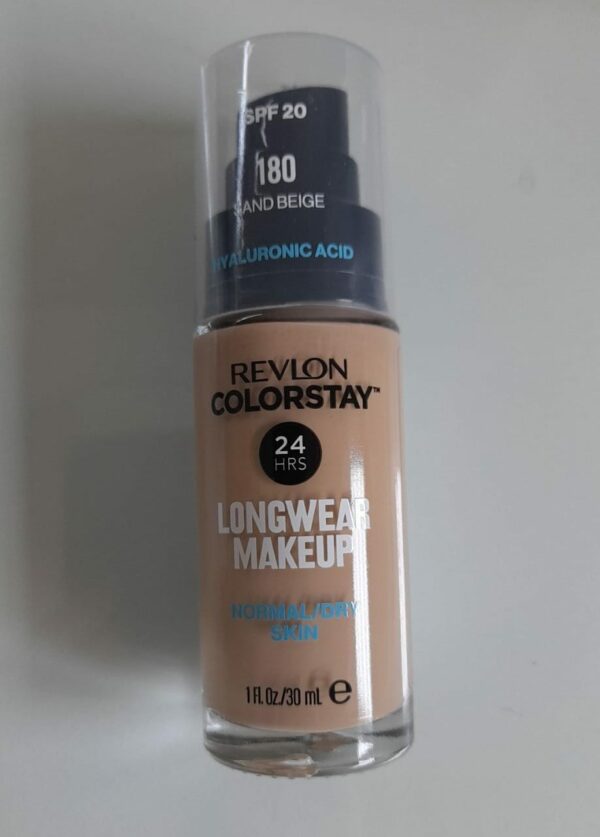 SPF 20
180
SAND BEIGE
HYALURONIC ACID
REVLON
COLORSTAY™
24
HRS
LONGWEAR
MAKEUP
NORMAL/DRY
SKIN
1 Fl. Oz./30 mL ℮